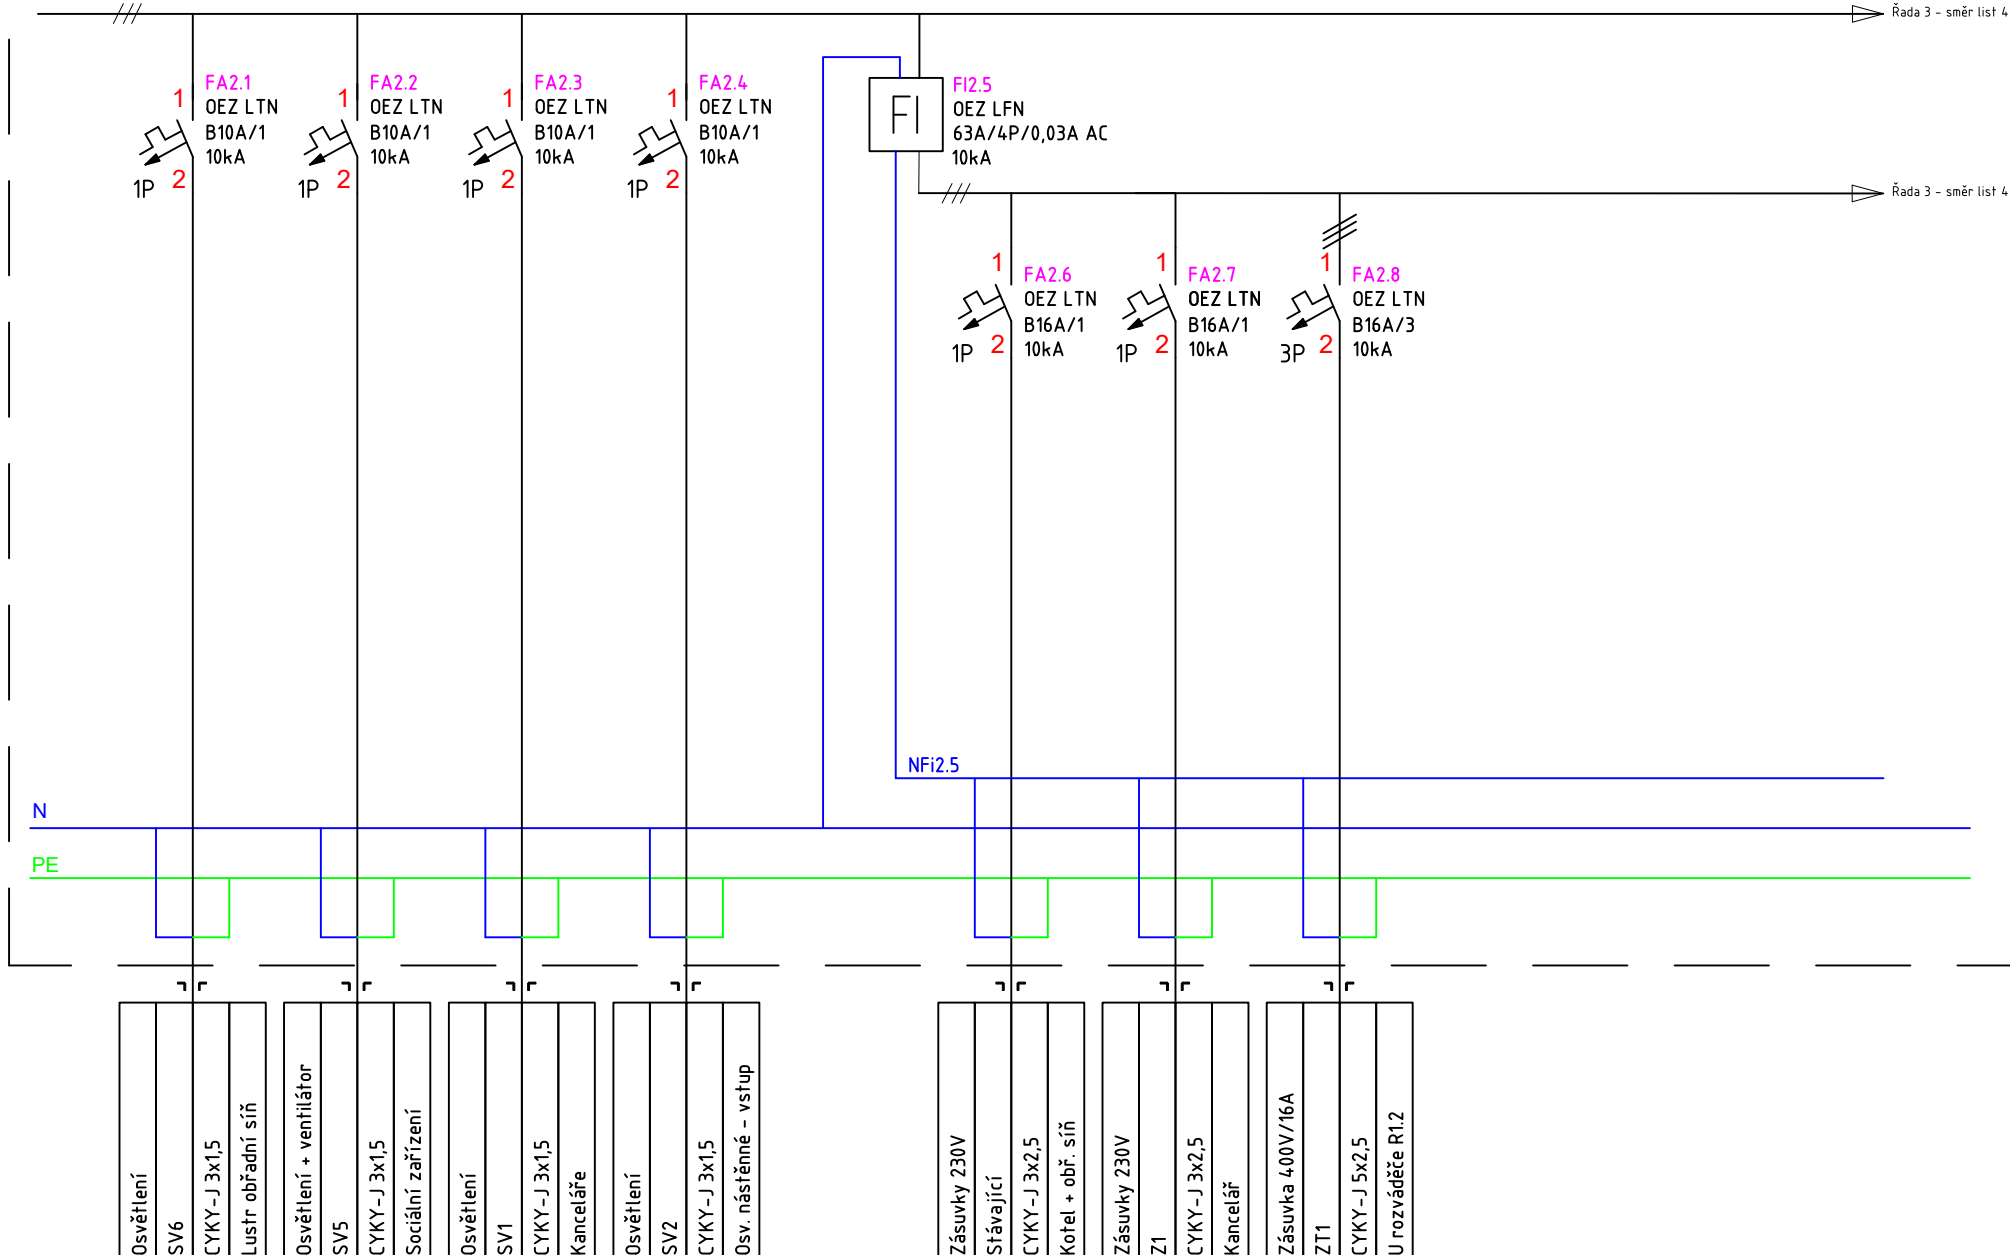 Řada 3 - směr list 4
1
FA2.1
OEZ LTN
B10A/1
10kA
1P
2
1
FA2.2
OEZ LTN
B10A/1
10kA
1P
2
1
FA2.3
OEZ LTN
B10A/1
10kA
1P
2
1
FA2.4
OEZ LTN
B10A/1
10kA
1P
2
FI
FI2.5
OEZ LFN
63A/4P/0,03A AC
10kA
Řada 3 - směr list 4
1
FA2.6
OEZ LTN
B16A/1
10kA
1P
2
1
FA2.7
OEZ LTN
B16A/1
10kA
1P
2
1
FA2.8
OEZ LTN
B16A/3
10kA
3P
2
NFi2.5
N
PE
Osvětlení
SV6
CYKY-J 3x1,5
Lustr obřadní síň
Osvětlení + ventilátor
SV5
CYKY-J 3x1,5
Sociální zařízení
Osvětlení
SV1
CYKY-J 3x1,5
Kanceláře
Osvětlení
SV2
CYKY-J 3x1,5
Osv. nástěnné - vstup
Zásuvky 230V
Stávající
CYKY-J 3x2,5
Kotel + obř. síň
Zásuvky 230V
Z1
CYKY-J 3x2,5
Kancelář
Zásuvka 400V/16A
ZT1
CYKY-J 5x2,5
U rozváděče R1.2